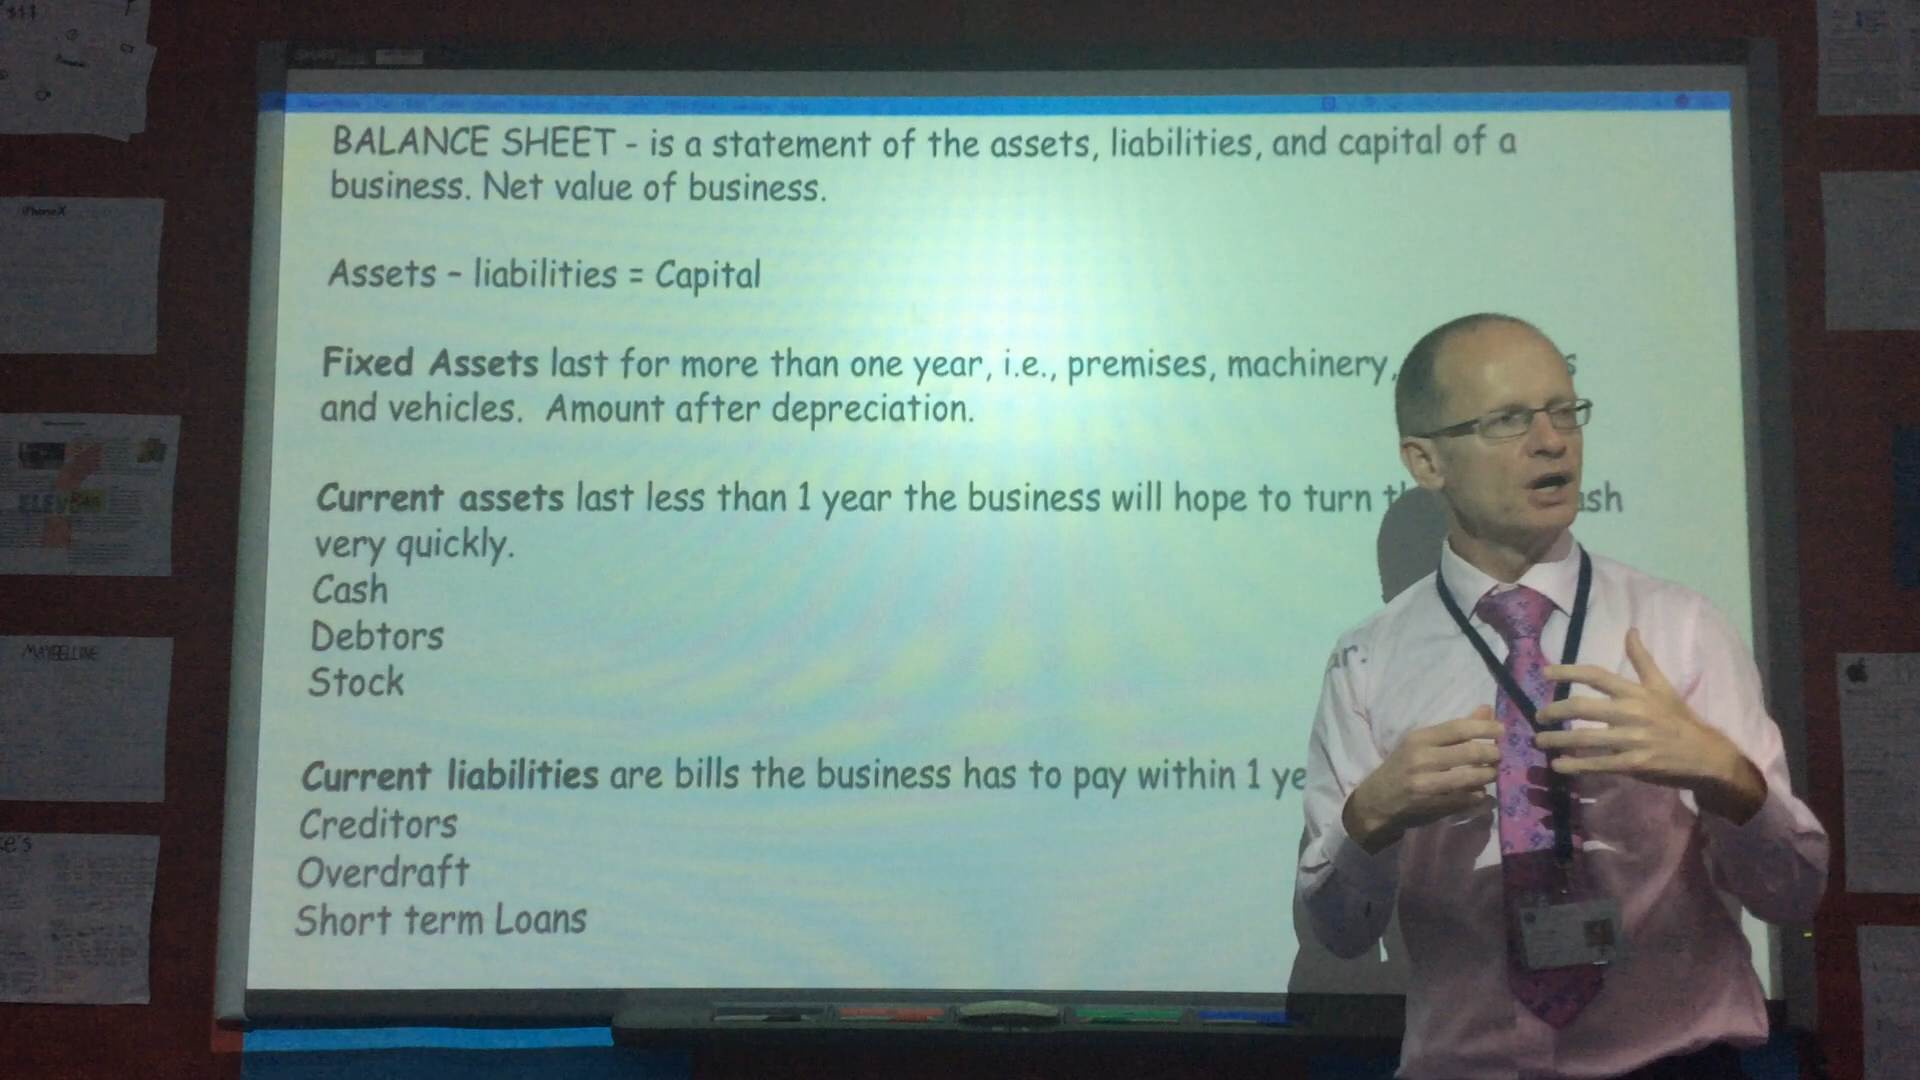 BALANCE SHEET - is a statement of the assets, liabilities, and capital of a
business. Net value of business.
Assets - liabilities = Capital
Fixed Assets last for more than one year, i.e., premises, machinery,
and vehicles. Amount after depreciation.
Current assets last less than 1 year the business will hope to turn
very quickly.
Cash
Debtors
Stock
Current liabilities are bills the business has to pay within 1
Creditors
Overdraft
Short term Loans
iPhone X
MAYBELLINE